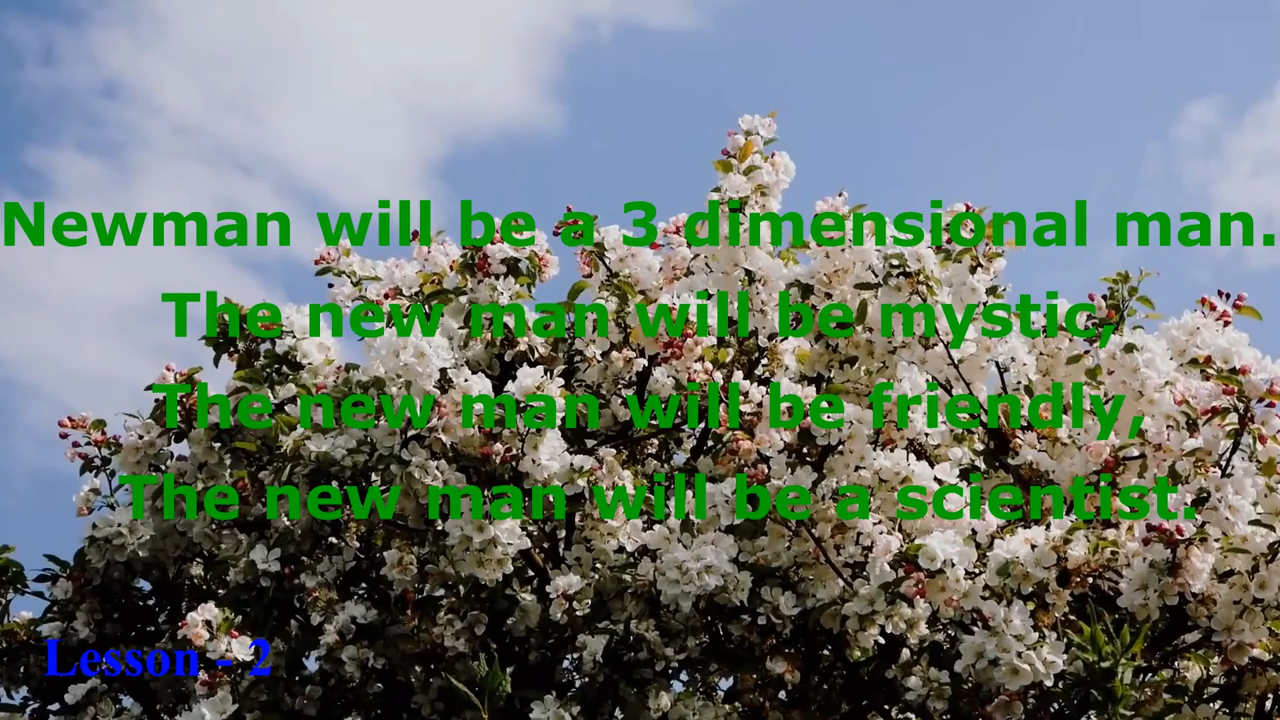 Newman will be a 3 dimensional man.
The new man will be mystic,
The new man will be friendly,
The new man will be a scientist.
Lesson - 2